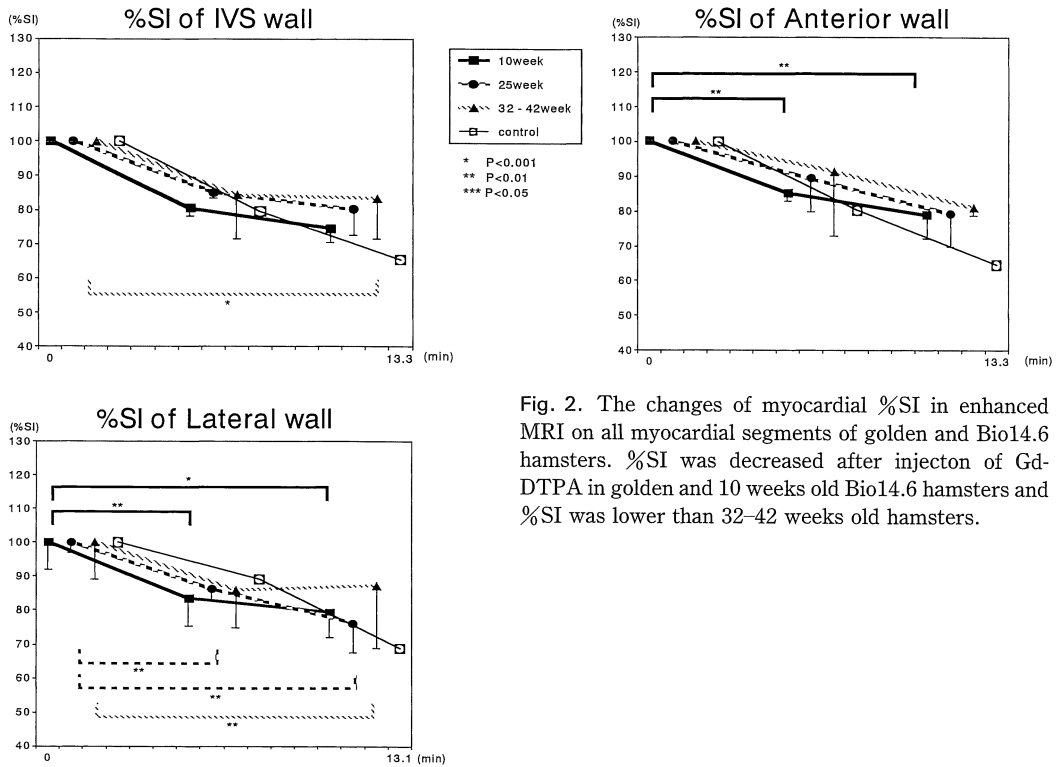 %SI of IVS wall
(%SI)
130
120
110
100
90
80
70
60
50
40
*
0
13.3
(min)
10week
25week
32 - 42week
control
* P<0.001
** P<0.01
*** P<0.05
%SI of Anterior wall
(%SI)
130
120
110
100
90
80
70
60
50
40
**
**
0
13.3
(min)
%SI of Lateral wall
(%SI)
130
120
110
100
90
80
70
60
50
40
*
**
**
**
**
0
13.1
(min)
Fig. 2. The changes of myocardial %SI in enhanced
MRI on all myocardial segments of golden and Bio14.6
hamsters. %SI was decreased after injecton of Gd-
DTPA in golden and 10 weeks old Bio14.6 hamsters and
%SI was lower than 32–42 weeks old hamsters.